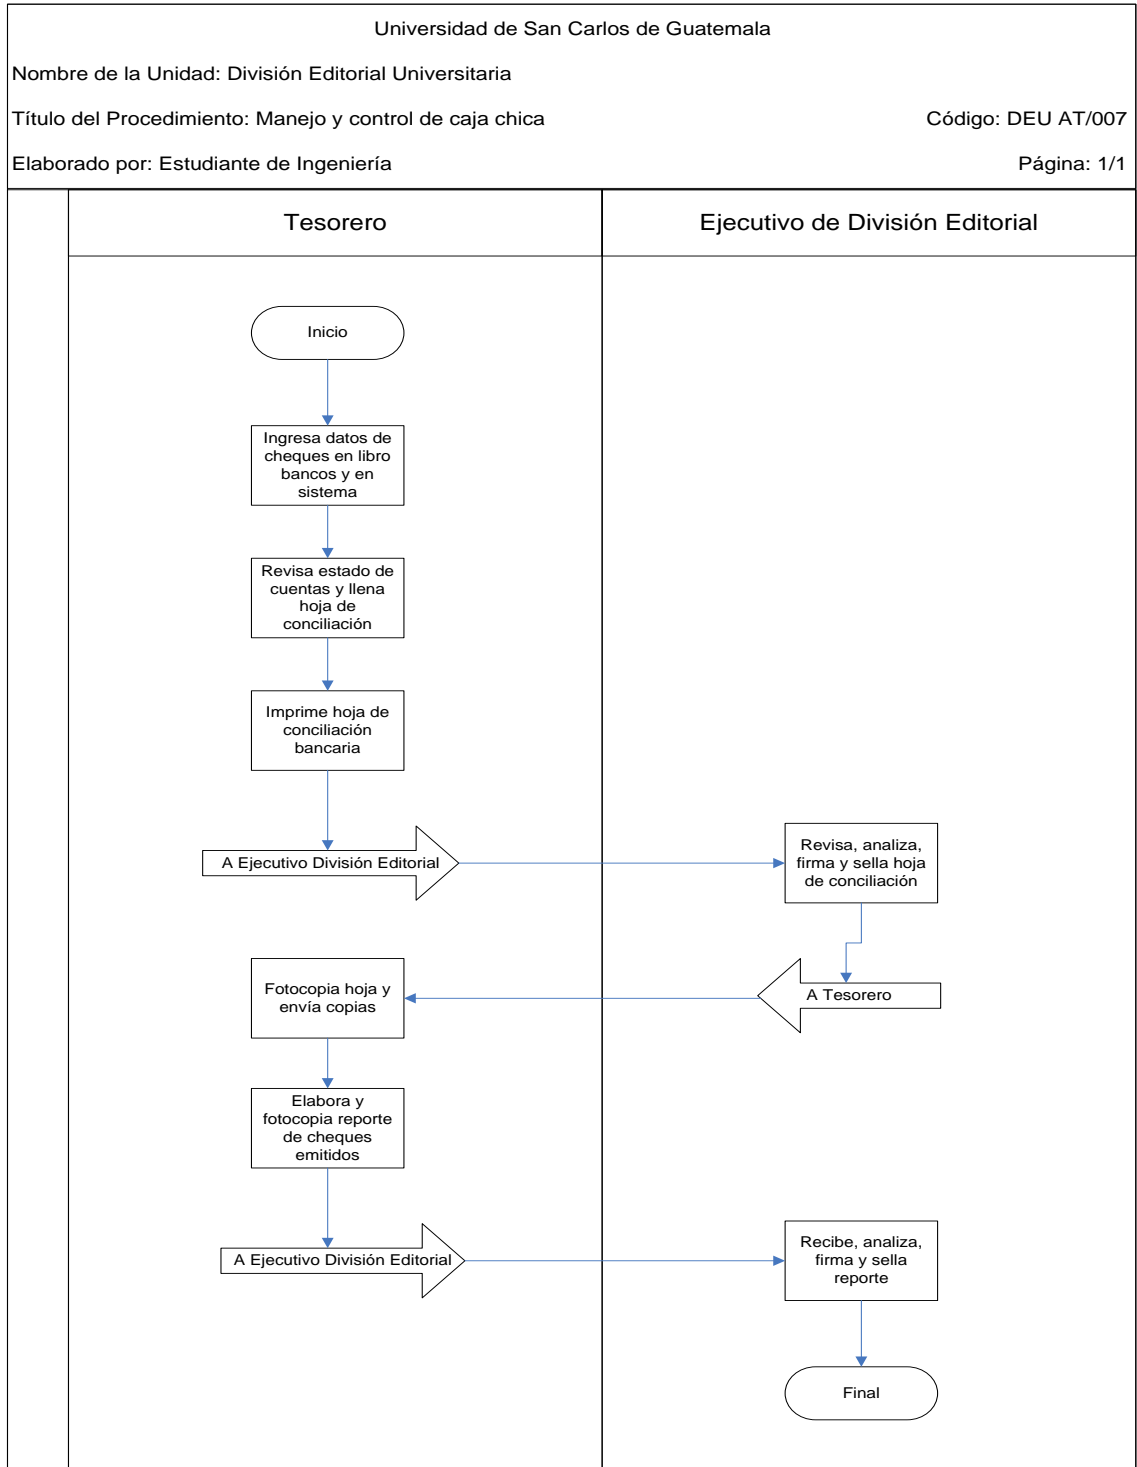 Universidad de San Carlos de Guatemala
Nombre de la Unidad: División Editorial Universitaria
Título del Procedimiento: Manejo y control de caja chica Código: DEU AT/007
Elaborado por: Estudiante de Ingeniería Página: 1/1
Tesorero Ejecutivo de División Editorial
Inicio
Ingresa datos de
cheques en libro
bancos y en
sistema
Revisa estado de
cuentas y llena
hoja de
conciliación
Imprime hoja de
conciliación
bancaria
A Ejecutivo División Editorial
Revisa, analiza,
firma y sella hoja
de conciliación
A Tesorero
Fotocopia hoja y
envía copias
Elabora y
fotocopia reporte
de cheques
emitidos
A Ejecutivo División Editorial
Recibe, analiza,
firma y sella
reporte
Final